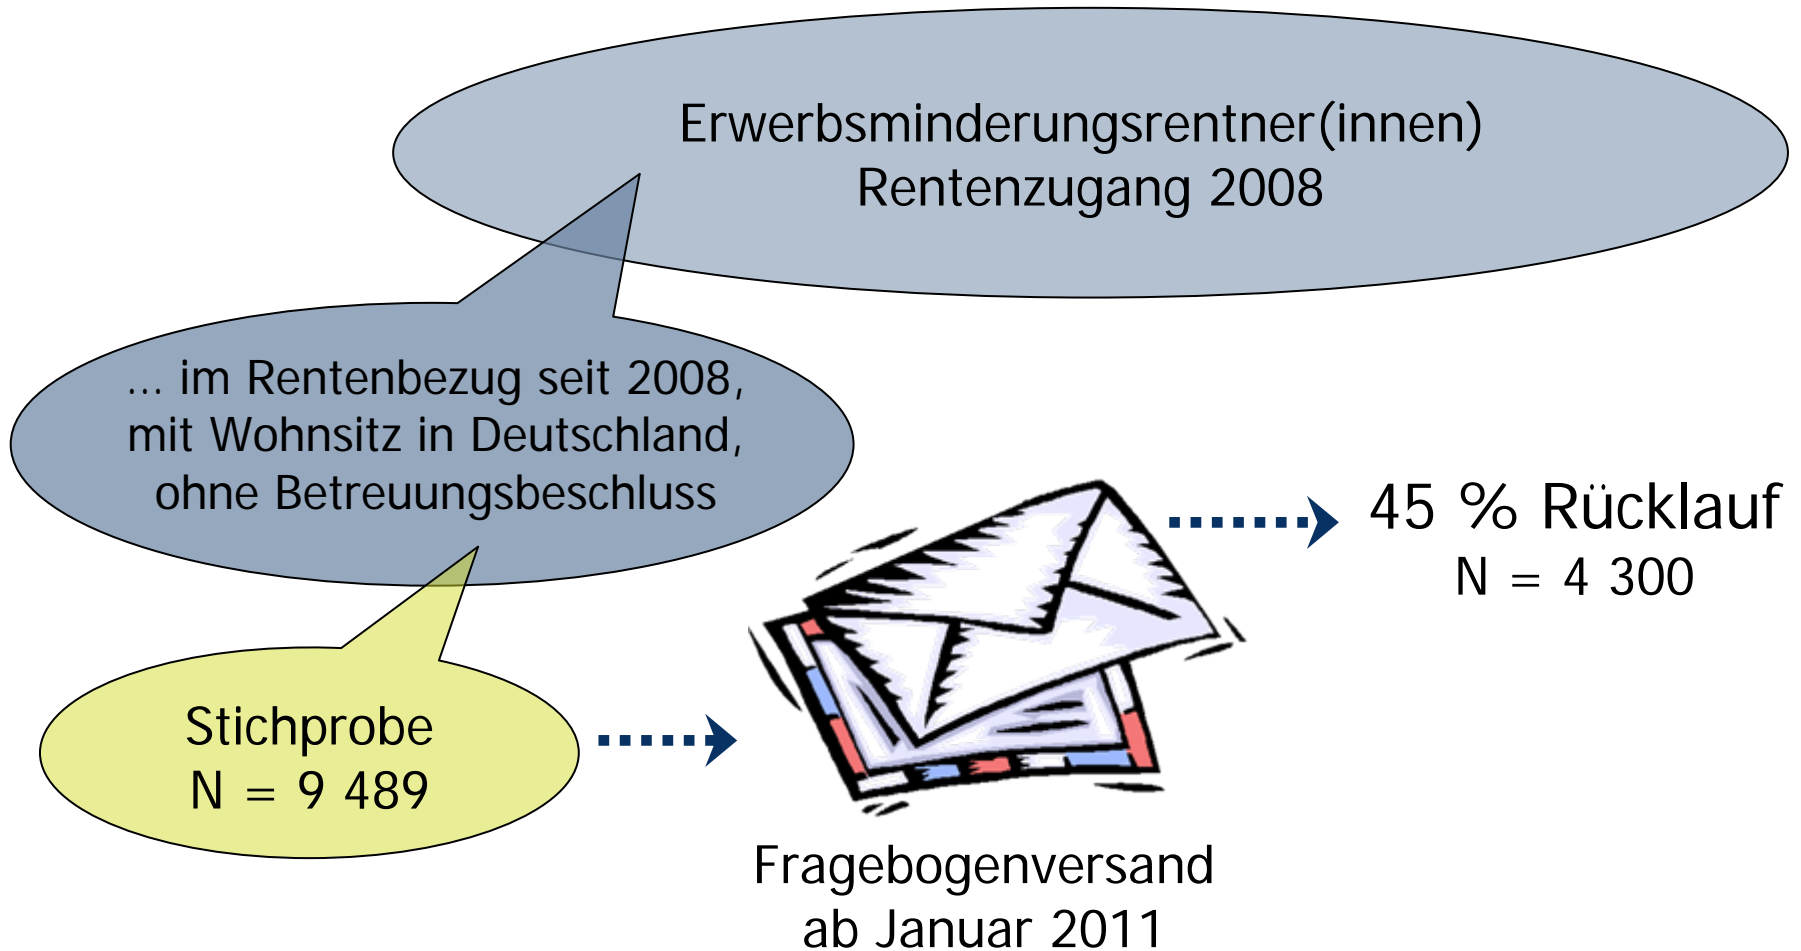 Erwerbsminderungsrentner(innen)
Rentenzugang 2008
... im Rentenbezug seit 2008,
mit Wohnsitz in Deutschland,
ohne Betreuungsbeschluss
Stichprobe
N = 9 489
Fragebogenversand
ab Januar 2011
45 % Rücklauf
N = 4 300